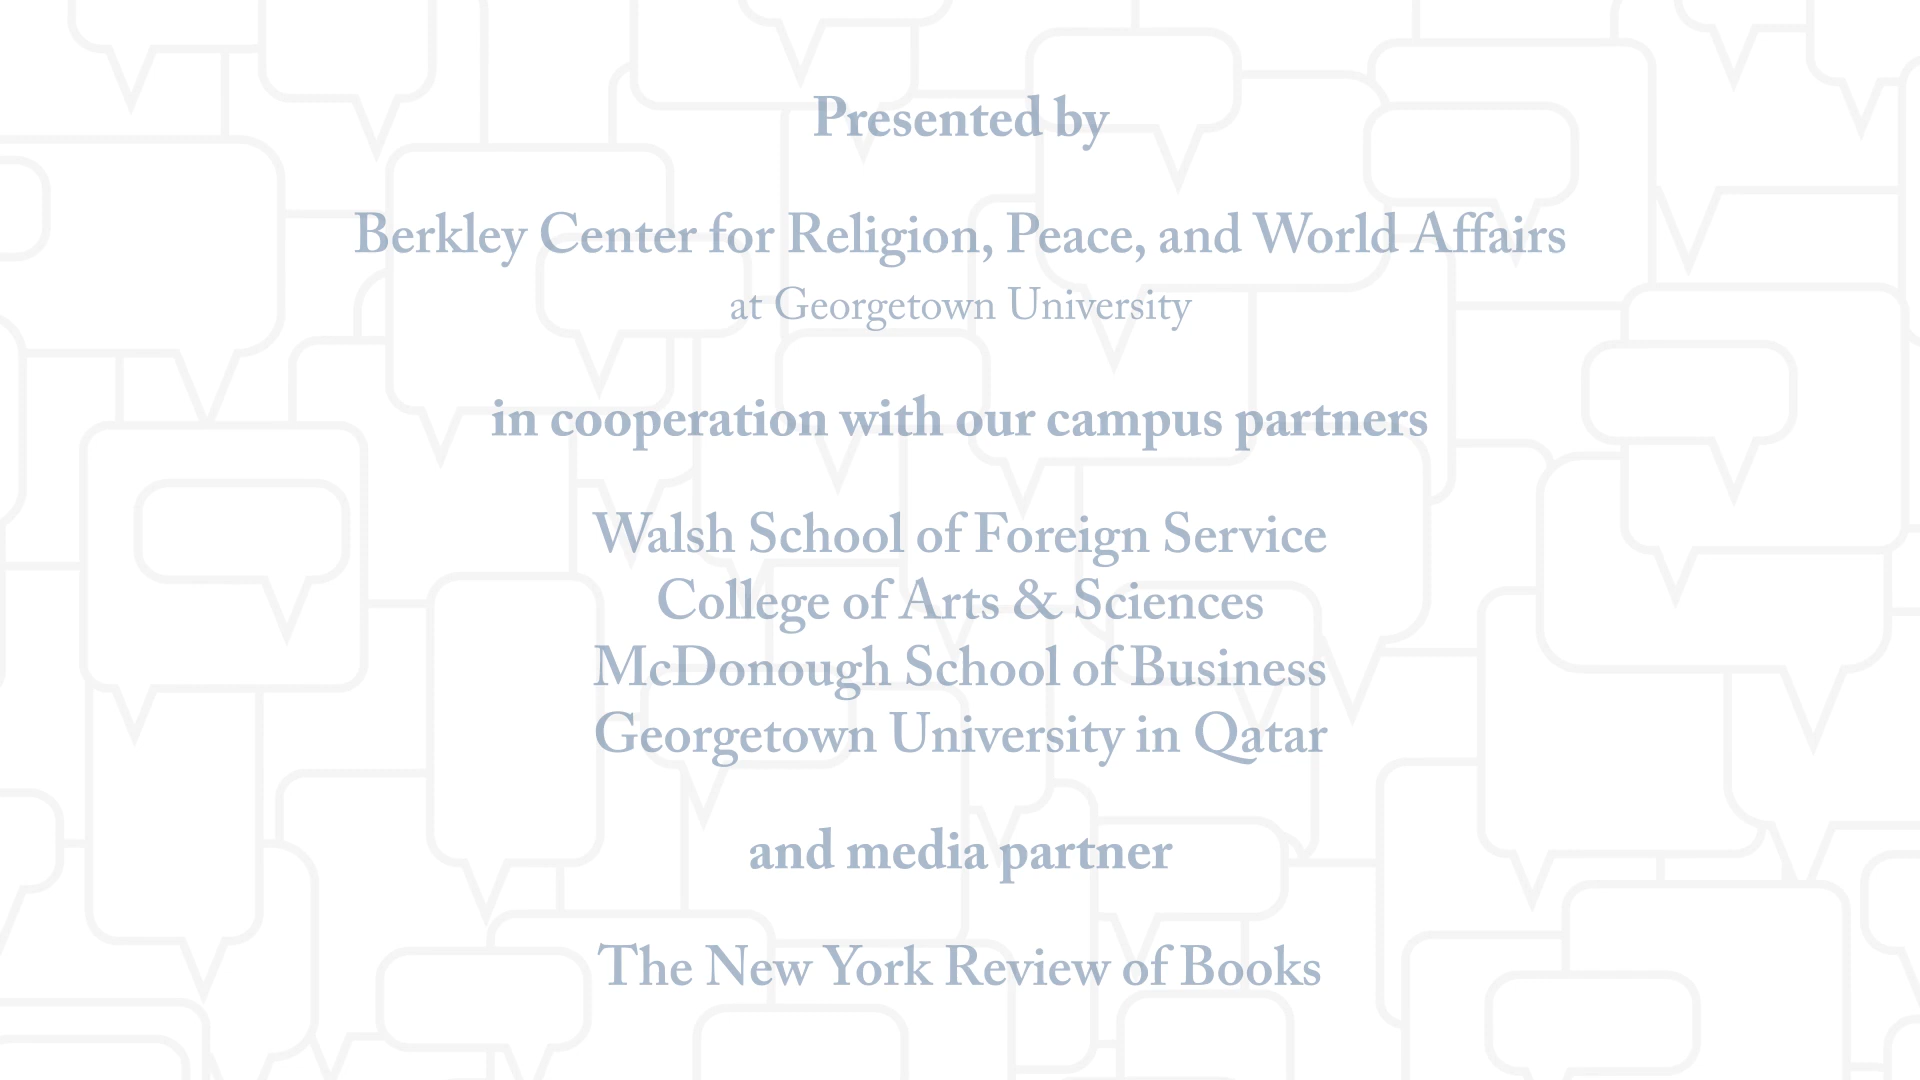 Presented by
Berkley Center for Religion, Peace, and World Affairs
at Georgetown University
in cooperation with our campus partners
Walsh School of Foreign Service
College of Arts & Sciences
McDonough School of Business
Georgetown University in Qatar
and media partner
The New York Review of Books